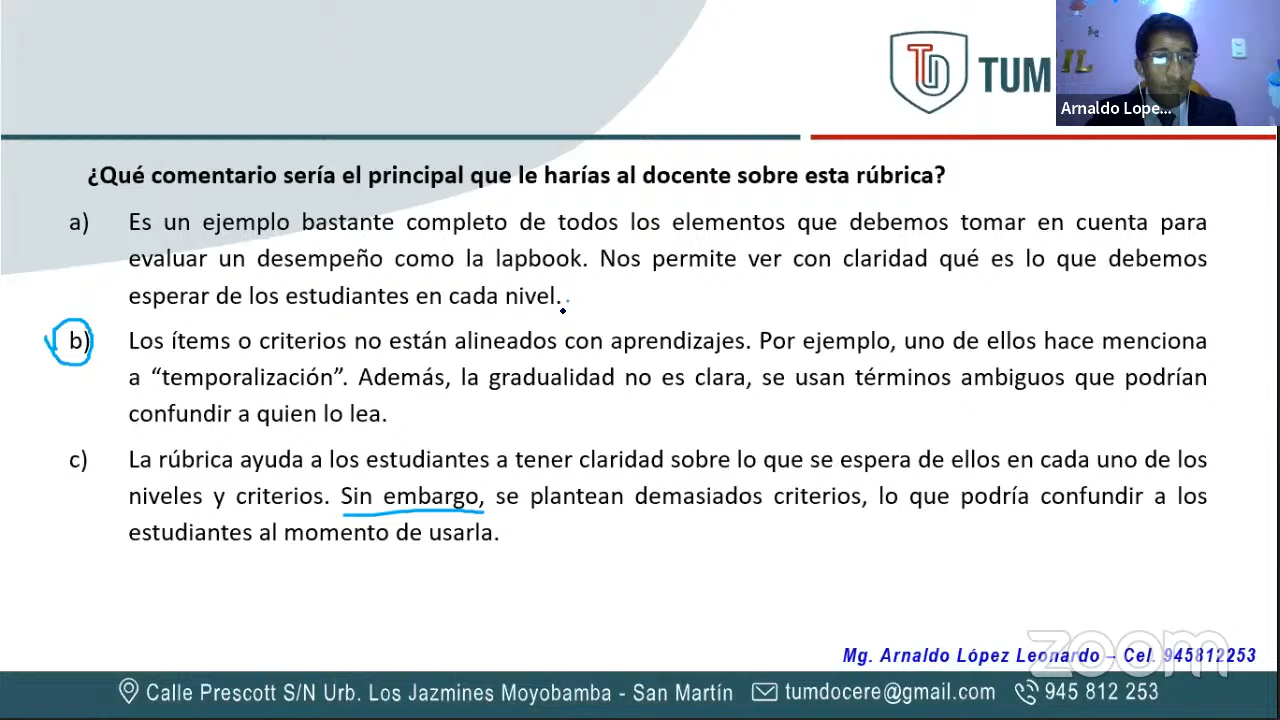 TD TUM
IL
Arnaldo Lope...
¿Qué comentario sería el principal que le harías al docente sobre esta rúbrica?
a) Es un ejemplo bastante completo de todos los elementos que debemos tomar en cuenta para
evaluar un desempeño como la lapbook. Nos permite ver con claridad qué es lo que debemos
esperar de los estudiantes en cada nivel.
b) Los ítems o criterios no están alineados con aprendizajes. Por ejemplo, uno de ellos hace mención
a “temporalización”. Además, la gradualidad no es clara, se usan términos ambiguos que podrían
confundir a quien lo lea.
c) La rúbrica ayuda a los estudiantes a tener claridad sobre lo que se espera de ellos en cada uno de los
niveles y criterios. Sin embargo, se plantean demasiados criterios, lo que podría confundir a los
estudiantes al momento de usarla.
zoom
Mg. Arnaldo López Leonardo – Cel. 945812253
Calle Prescott S/N Urb. Los Jazmines Moyobamba - San Martín tumdocere@gmail.com 945 812 253